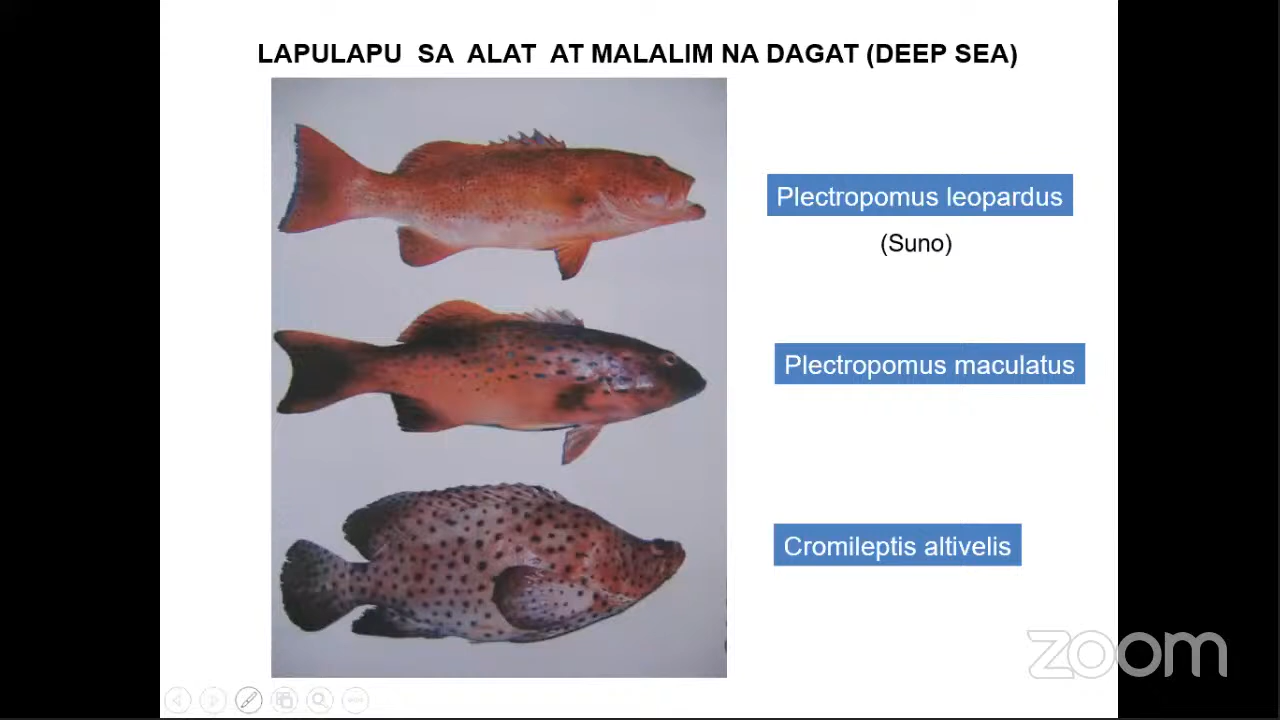 LAPULAPU SA ALAT AT MALALIM NA DAGAT (DEEP SEA)
Plectropomus leopardus
(Suno)
Plectropomus maculatus
Cromileptis altivelis
zoom